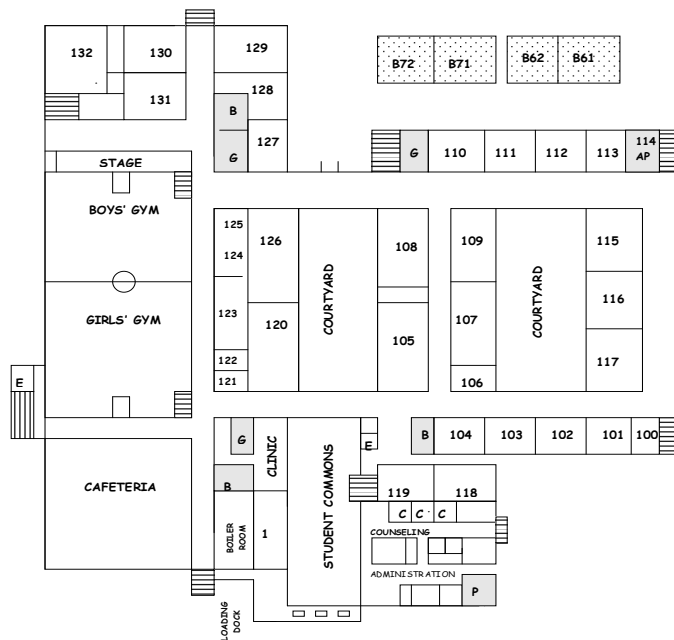 132
130
129
B72
B71
B62
B61
128
131
B
127
G
G
110
111
112
113
114
AP
STAGE
BOYS' GYM
125
126
124
108
109
115
COURTYARD
COURTYARD
123
120
107
116
GIRLS' GYM
105
122
121
106
117
E
G
CLINIC
E
B
104
103
102
101
100
CAFETERIA
B
STUDENT COMMONS
119
118
C
C
C
BOILER
ROOM
1
COUNSELING
ADMINISTRATION
P
LOADING
DOCK